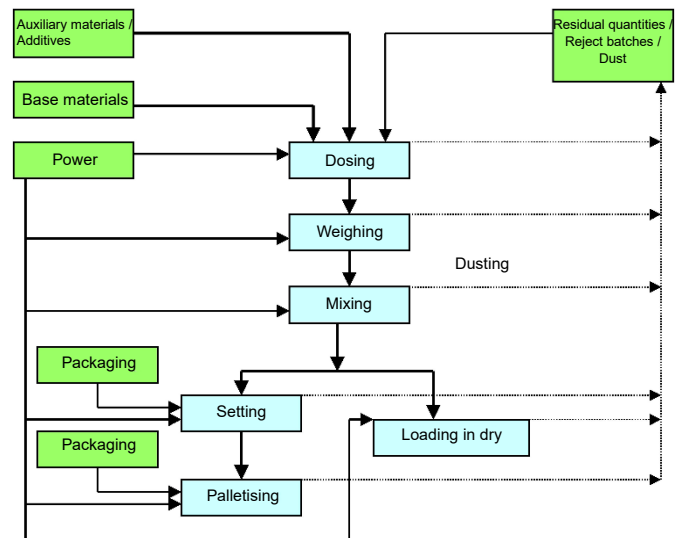 Auxiliary materials /
Additives
Residual quantities /
Reject batches /
Dust
Base materials
Power
Dosing
Weighing
Dusting
Mixing
Packaging
Setting
Loading in dry
Packaging
Palletising